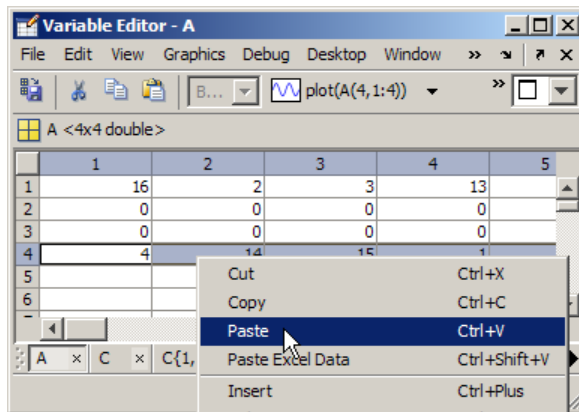 Variable Editor - A
File Edit View Graphics Debug Desktop Window »
B... plot(A(4,1:4)) »
A <4x4 double>
1 2 3 4 5
1 16 2 3 13
2 0 0 0 0
3 0 0 0 0
4 4 14 15 1
5
6
Cut Ctrl+X
Copy Ctrl+C
Paste Ctrl+V
Paste Excel Data Ctrl+Shift+V
Insert Ctrl+Plus
A × C × C{1,